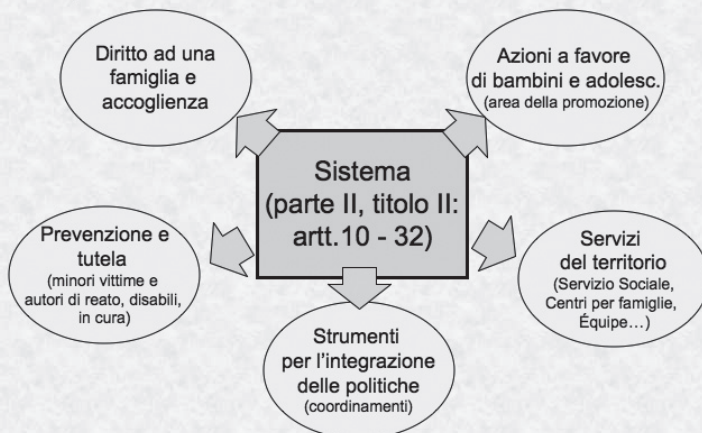 Diritto ad una
famiglia e
accoglienza
Azioni a favore
di bambini e adolesc.
(area della promozione)
Sistema
(parte II, titolo II:
artt.10 - 32)
Prevenzione e
tutela
(minori vittime e
autori di reato, disabili,
in cura)
Servizi
del territorio
(Servizio Sociale,
Centri per famiglie,
Équipe…)
Strumenti
per l'integrazione
delle politiche
(coordinamenti)